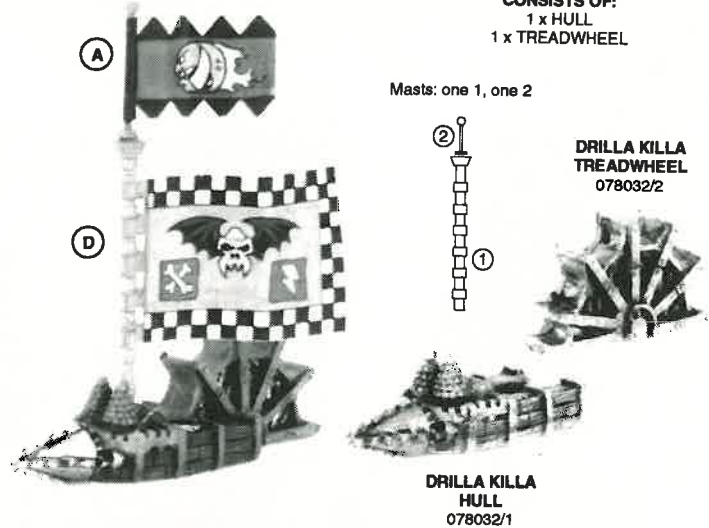 CONSISTS OF:
1 x HULL
1 x TREADWHEEL
A
Masts: one 1, one 2
2
DRILLA KILLA
TREADWHEEL
078032/2
D
1
DRILLA KILLA
HULL
078032/1